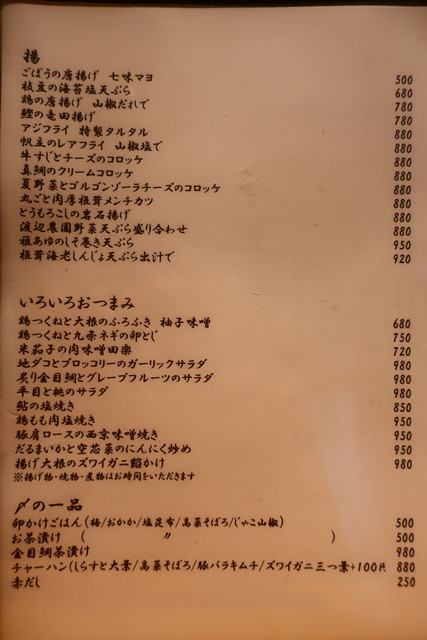 揚
ごぼうの唐揚げ 七味マヨ 500
枝豆の海苔塩天ぷら 680
鶏の唐揚げ 山椒だれで 780
鰹の竜田揚げ 780
アジフライ 特製タルタル 880
帆立のレアフライ 山椒塩で 880
牛すじとチーズのコロッケ 880
真鯛のクリームコロッケ 880
夏野菜とゴルゴンゾーラチーズのコロッケ 880
丸ごと肉厚椎茸メンチカツ 880
とうもろこしの岩石揚げ 880
渡辺農園野菜天ぷら盛り合わせ 880
稚あゆのしそ巻き天ぷら 950
椎茸海老しんじょ天ぷら出汁で 920
いろいろおつまみ
鶏つくねと大根のふろふき 柚子味噌 680
鶏つくねと九条ネギの卵とじ 750
米茄子の肉味噌田楽 720
地ダコとブロッコリーのガーリックサラダ 980
炙り金目鯛とグレープフルーツのサラダ 980
平目と桃のサラダ 980
鮎の塩焼き 850
鶏もも肉塩焼き 950
豚肩ロースの西京味噌焼き 950
だるまいかと空芯菜のにんにく炒め 950
揚げ大根のズワイガニ餡かけ 980
※揚げ物・焼物・煮物はお時間をいただきます
〆の一品
卵かけごはん(梅/おかか/塩昆布/高菜そぼろ/じゃこ山椒) 500
お茶漬け ( 〃 ) 500
金目鯛茶漬け 980
チャーハン(しらすと大葉/高菜そぼろ/豚バラキムチ/ズワイガニ三つ葉+100円 880
赤だし 250